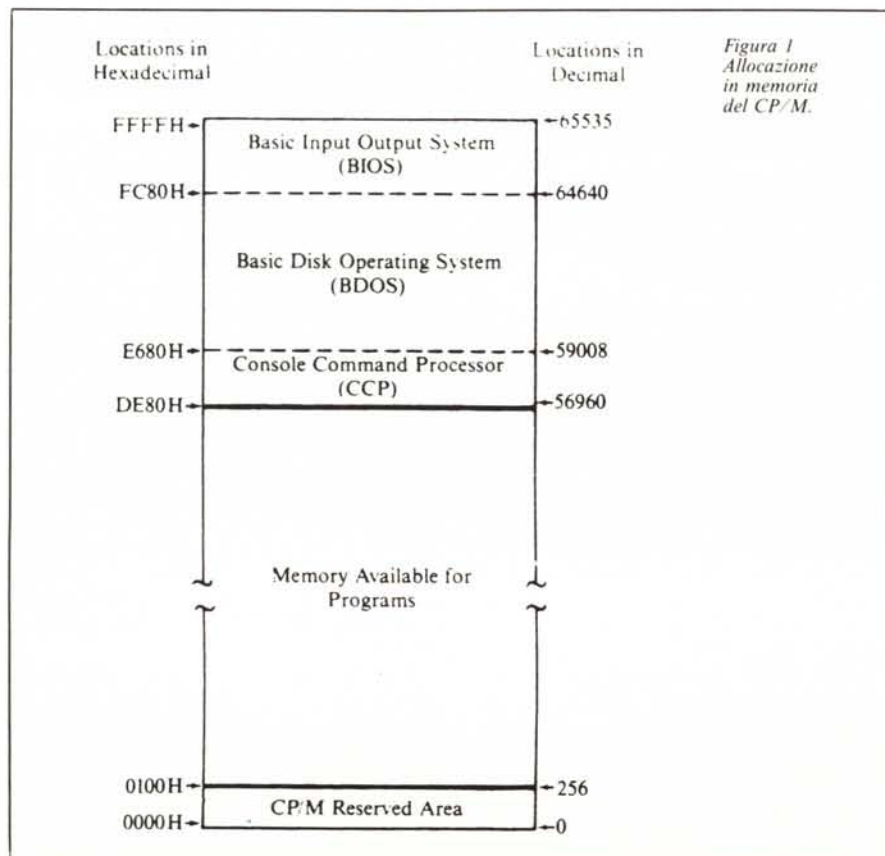 Locations in
Hexadecimal
Locations in
Decimal
Figura 1
Allocazione
in memoria
del CP/M.
FFFFH
65535
Basic Input Output System
(BIOS)
FC80H
64640
Basic Disk Operating System
(BDOS)
E680H
59008
Console Command Processor
(CCP)
DE80H
56960
Memory Available for
Programs
0100H
256
CP/M Reserved Area
0000H
0